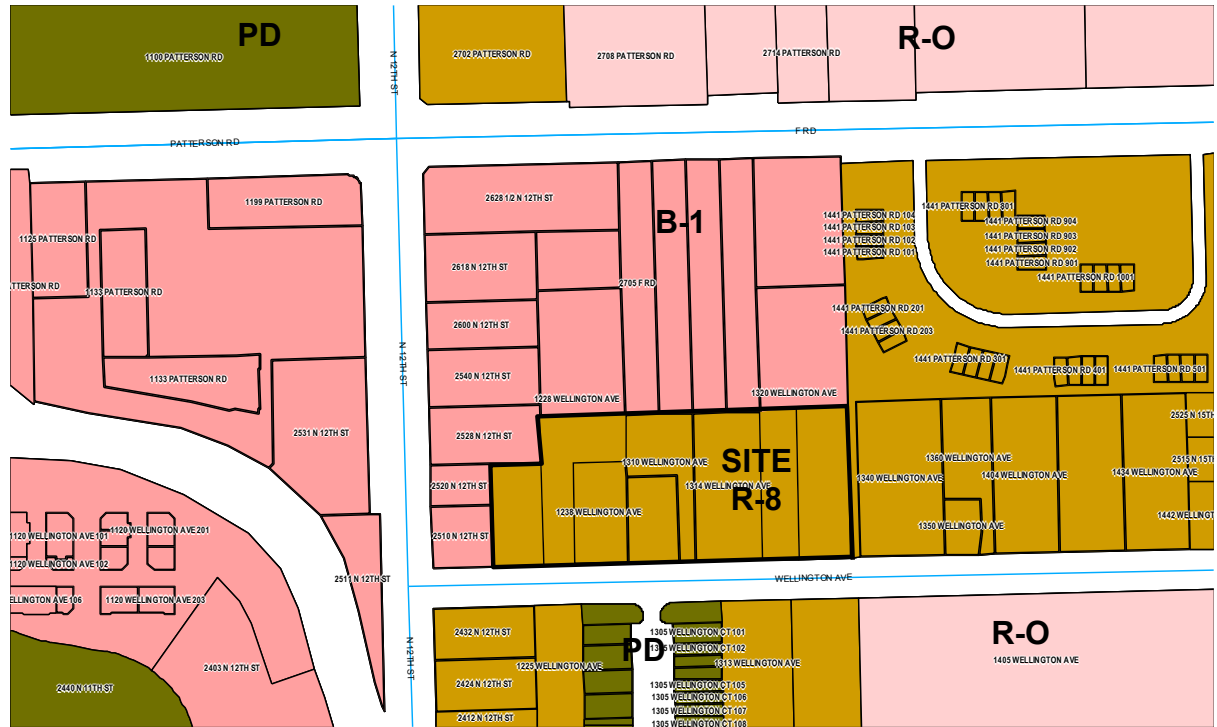 PD
R-O
1100 PATTERSON RD
N 12TH ST
2702 PATTERSON RD
2708 PATTERSON RD
2714 PATTERSON RD
PATTERSON RD
F RD
1199 PATTERSON RD
1125 PATTERSON RD
TTERSON RD
1133 PATTERSON RD
1133 PATTERSON RD
2531 N 12TH ST
N 12TH ST
2628 1/2 N 12TH ST
B-1
2618 N 12TH ST
2705 F RD
2600 N 12TH ST
2540 N 12TH ST
2528 N 12TH ST
2520 N 12TH ST
2510 N 12TH ST
1228 WELLINGTON AVE
1320 WELLINGTON AVE
1441 PATTERSON RD 104
1441 PATTERSON RD 103
1441 PATTERSON RD 102
1441 PATTERSON RD 101
1441 PATTERSON RD 801
1441 PATTERSON RD 904
1441 PATTERSON RD 903
1441 PATTERSON RD 902
1441 PATTERSON RD 901
1441 PATTERSON RD 1001
1441 PATTERSON RD 201
1441 PATTERSON RD 203
1441 PATTERSON RD 301
1441 PATTERSON RD 401
1441 PATTERSON RD 501
SITE
R-8
1310 WELLINGTON AVE
1314 WELLINGTON AVE
1238 WELLINGTON AVE
1340 WELLINGTON AVE
1360 WELLINGTON AVE
1350 WELLINGTON AVE
1404 WELLINGTON AVE
1434 WELLINGTON AVE
2525 N 15TH
2515 N 15TH
1442 WELLINGT
WELLINGTON AVE
1120 WELLINGTON AVE 101
1120 WELLINGTON AVE 201
1120 WELLINGTON AVE 102
ELLINGTON AVE 106
1120 WELLINGTON AVE 203
2511 N 12TH ST
2403 N 12TH ST
2440 N 11TH ST
N 12TH ST
2432 N 12TH ST
2424 N 12TH ST
2412 N 12TH ST
1225 WELLINGTON AVE
PD
1305 WELLINGTON CT 101
1305 WELLINGTON CT 102
1305 WELLINGTON CT 105
1305 WELLINGTON CT 106
1305 WELLINGTON CT 107
1305 WELLINGTON CT 108
1313 WELLINGTON AVE
R-O
1405 WELLINGTON AVE